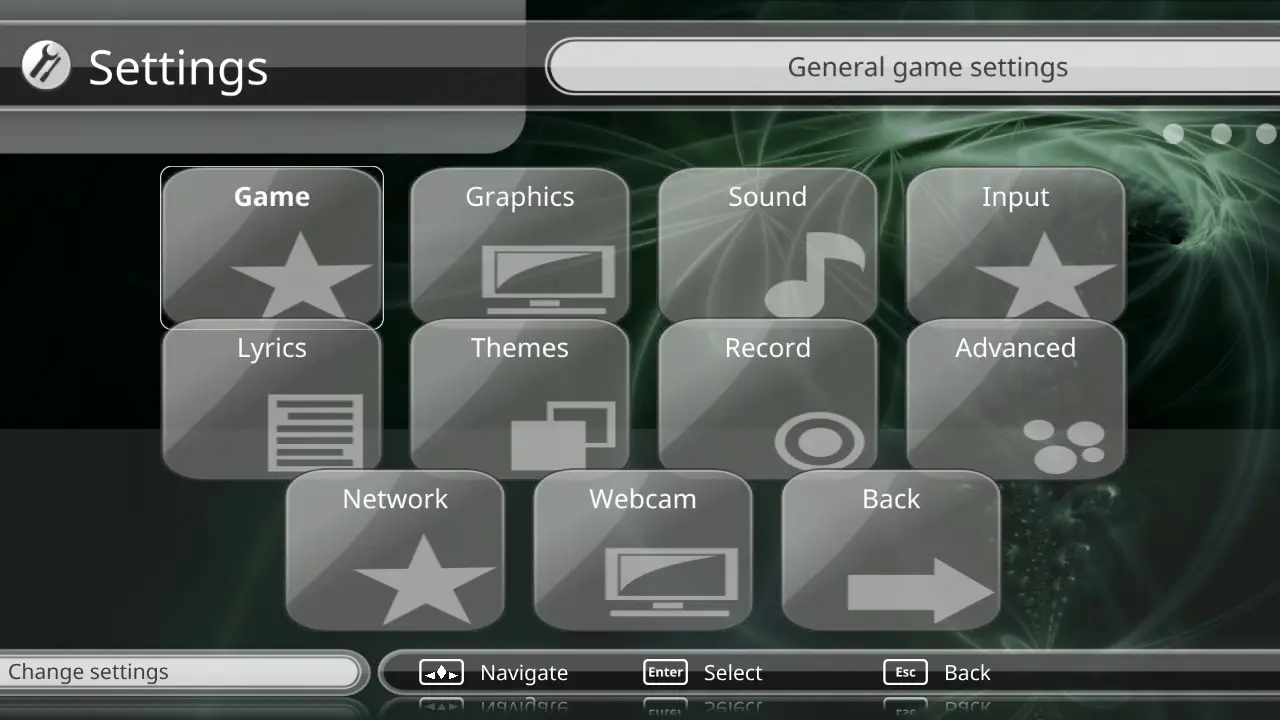 Settings
General game settings
Game
Graphics
Sound
Input
Lyrics
Themes
Record
Advanced
Network
Webcam
Back
Change settings
Navigate
Enter
Select
Esc
Back